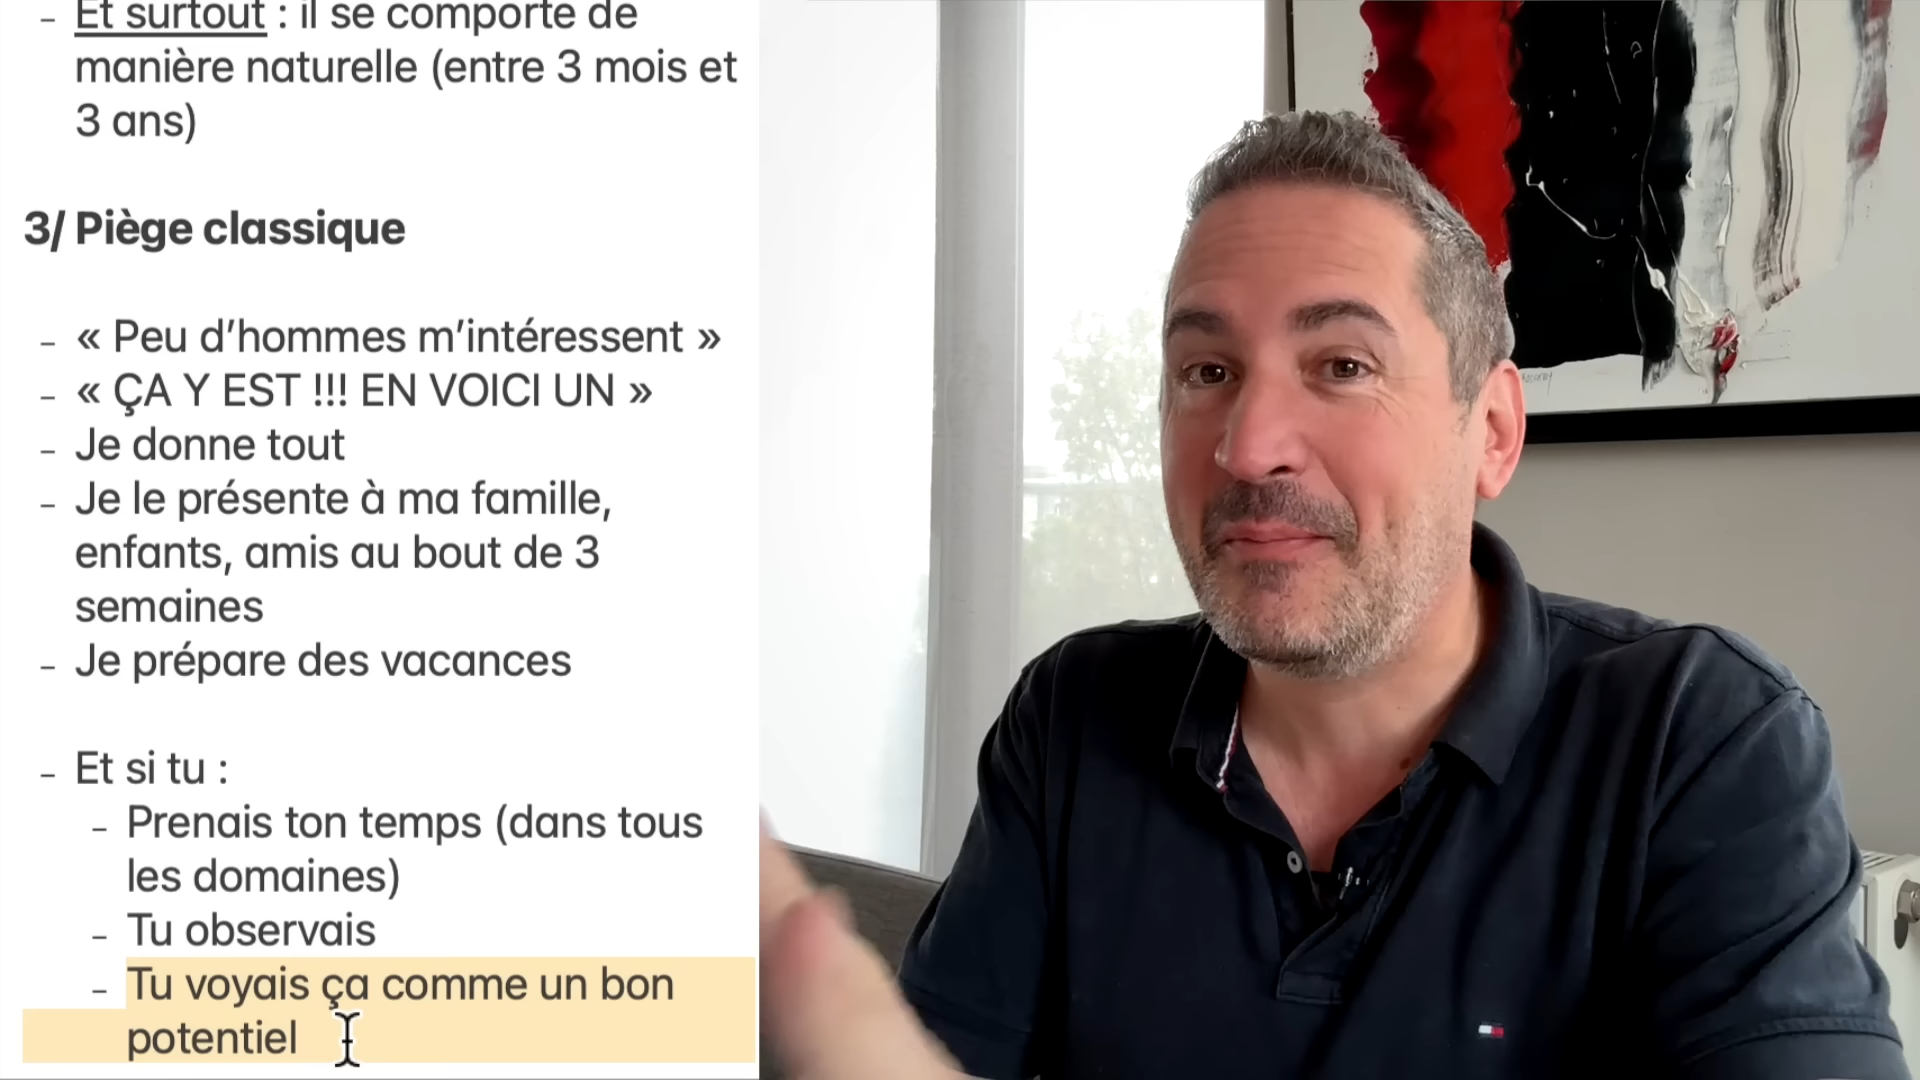 - Et surtout : il se comporte de
manière naturelle (entre 3 mois et
3 ans)
3/ Piège classique
- « Peu d’hommes m’intéressent »
- « ÇA Y EST !!! EN VOICI UN »
- Je donne tout
- Je le présente à ma famille,
enfants, amis au bout de 3
semaines
- Je prépare des vacances
- Et si tu :
- Prenais ton temps (dans tous
les domaines)
- Tu observais
- Tu voyais ça comme un bon
potentiel